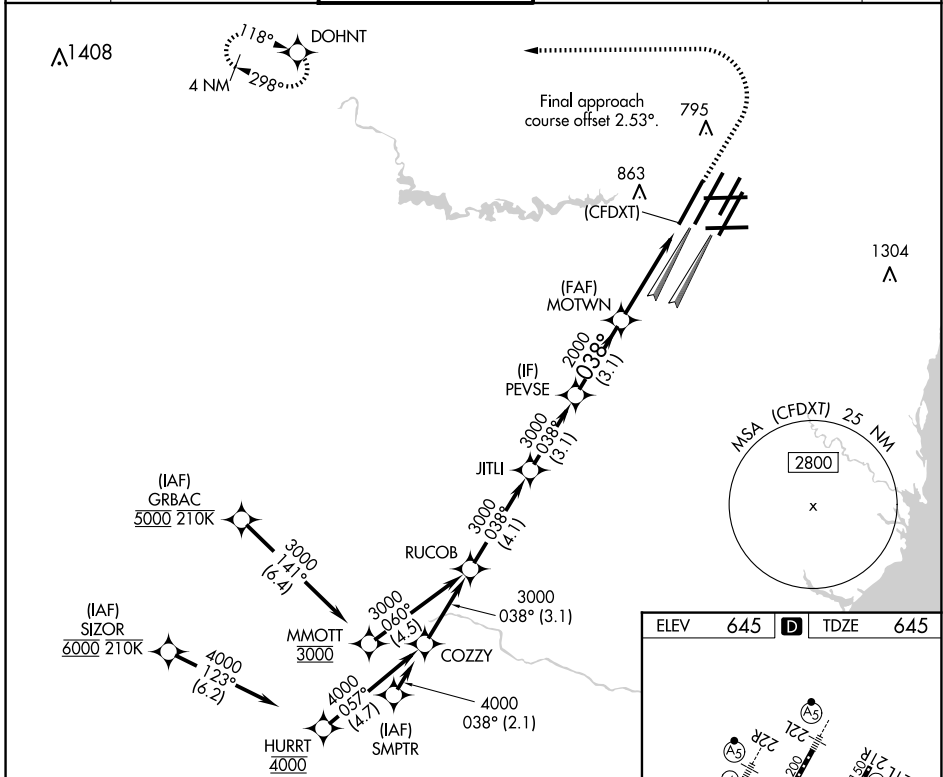 1408
118°
DOHNT
4 NM
298°
Final approach
course offset 2.53°.
795
863
(CFDXT)
1304
(FAF)
MOTWN
2000
038°
(3.1)
(IF)
PEVSE
3000
038°
(3.1)
MSA (CFDXT) 25 NM
2800
x
JITLI
3000
038°
(4.1)
(IAF)
GRBAC
5000 210K
3000
141°
(6.4)
RUCOB
3000
038° (3.1)
3000
060°
(4.5)
MMOTT
3000
COZZY
(IAF)
SIZOR
6000 210K
4000
123°
(6.2)
4000
057°
(4.7)
4000
038° (2.1)
(IAF)
SMPTR
HURRT
4000
ELEV 645 D TDZE 645
A5
22L
A5
22R
21R